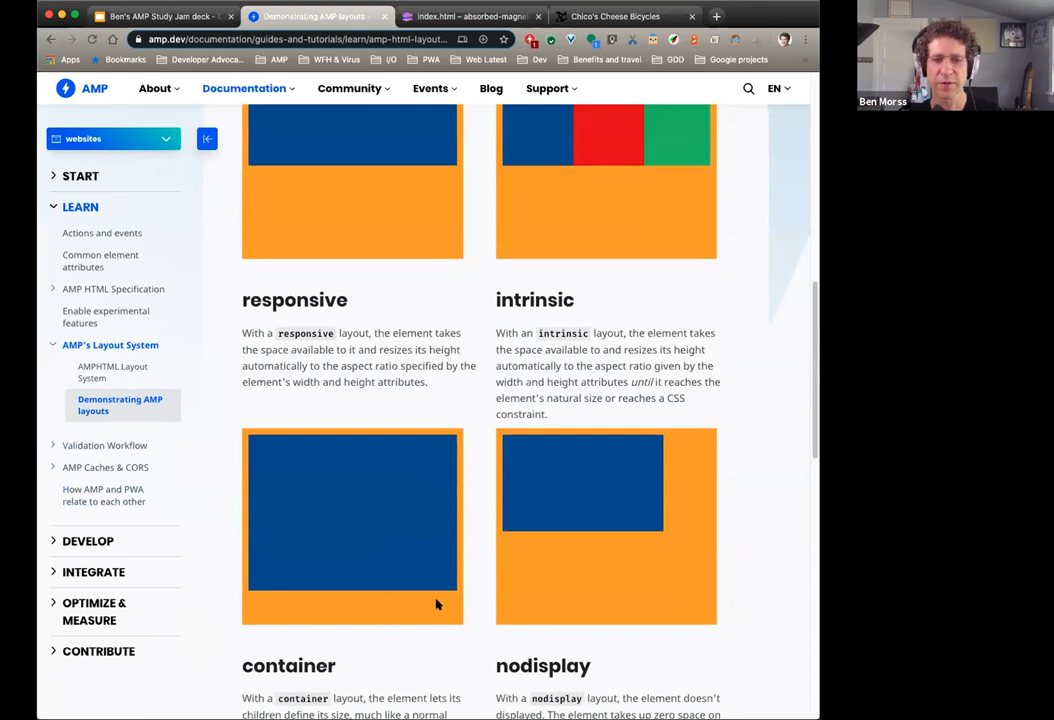 Ben's AMP Study Jam deck - (
Demonstrating AMP layouts
index.html – absorbed-magne
Chico's Cheese Bicycles
amp.dev/documentation/guides-and-tutorials/learn/amp-html-layout...
1
1
Apps
Bookmarks
Developer Advoca...
AMP
WFH & Virus
I/O
PWA
Web Latest
Dev
Benefits and travel
GDD
Google projects
Ben Morss
AMP
About
Documentation
Community
Events
Blog
Support
EN
websites
START
LEARN
Actions and events
Common element
attributes
AMP HTML Specification
Enable experimental
features
AMP's Layout System
AMPHTML Layout
System
Demonstrating AMP
layouts
Validation Workflow
AMP Caches & CORS
How AMP and PWA
relate to each other
DEVELOP
INTEGRATE
OPTIMIZE &
MEASURE
CONTRIBUTE
responsive
With a responsive layout, the element takes
the space available to it and resizes its height
automatically to the aspect ratio specified by the
element's width and height attributes.
intrinsic
With an intrinsic layout, the element takes
the space available to and resizes its height
automatically to the aspect ratio given by the
width and height attributes until it reaches the
element's natural size or reaches a CSS
constraint.
container
With a container layout, the element lets its
children define its size, much like a normal
nodisplay
With a nodisplay layout, the element doesn't
displayed. The element takes up zero space on